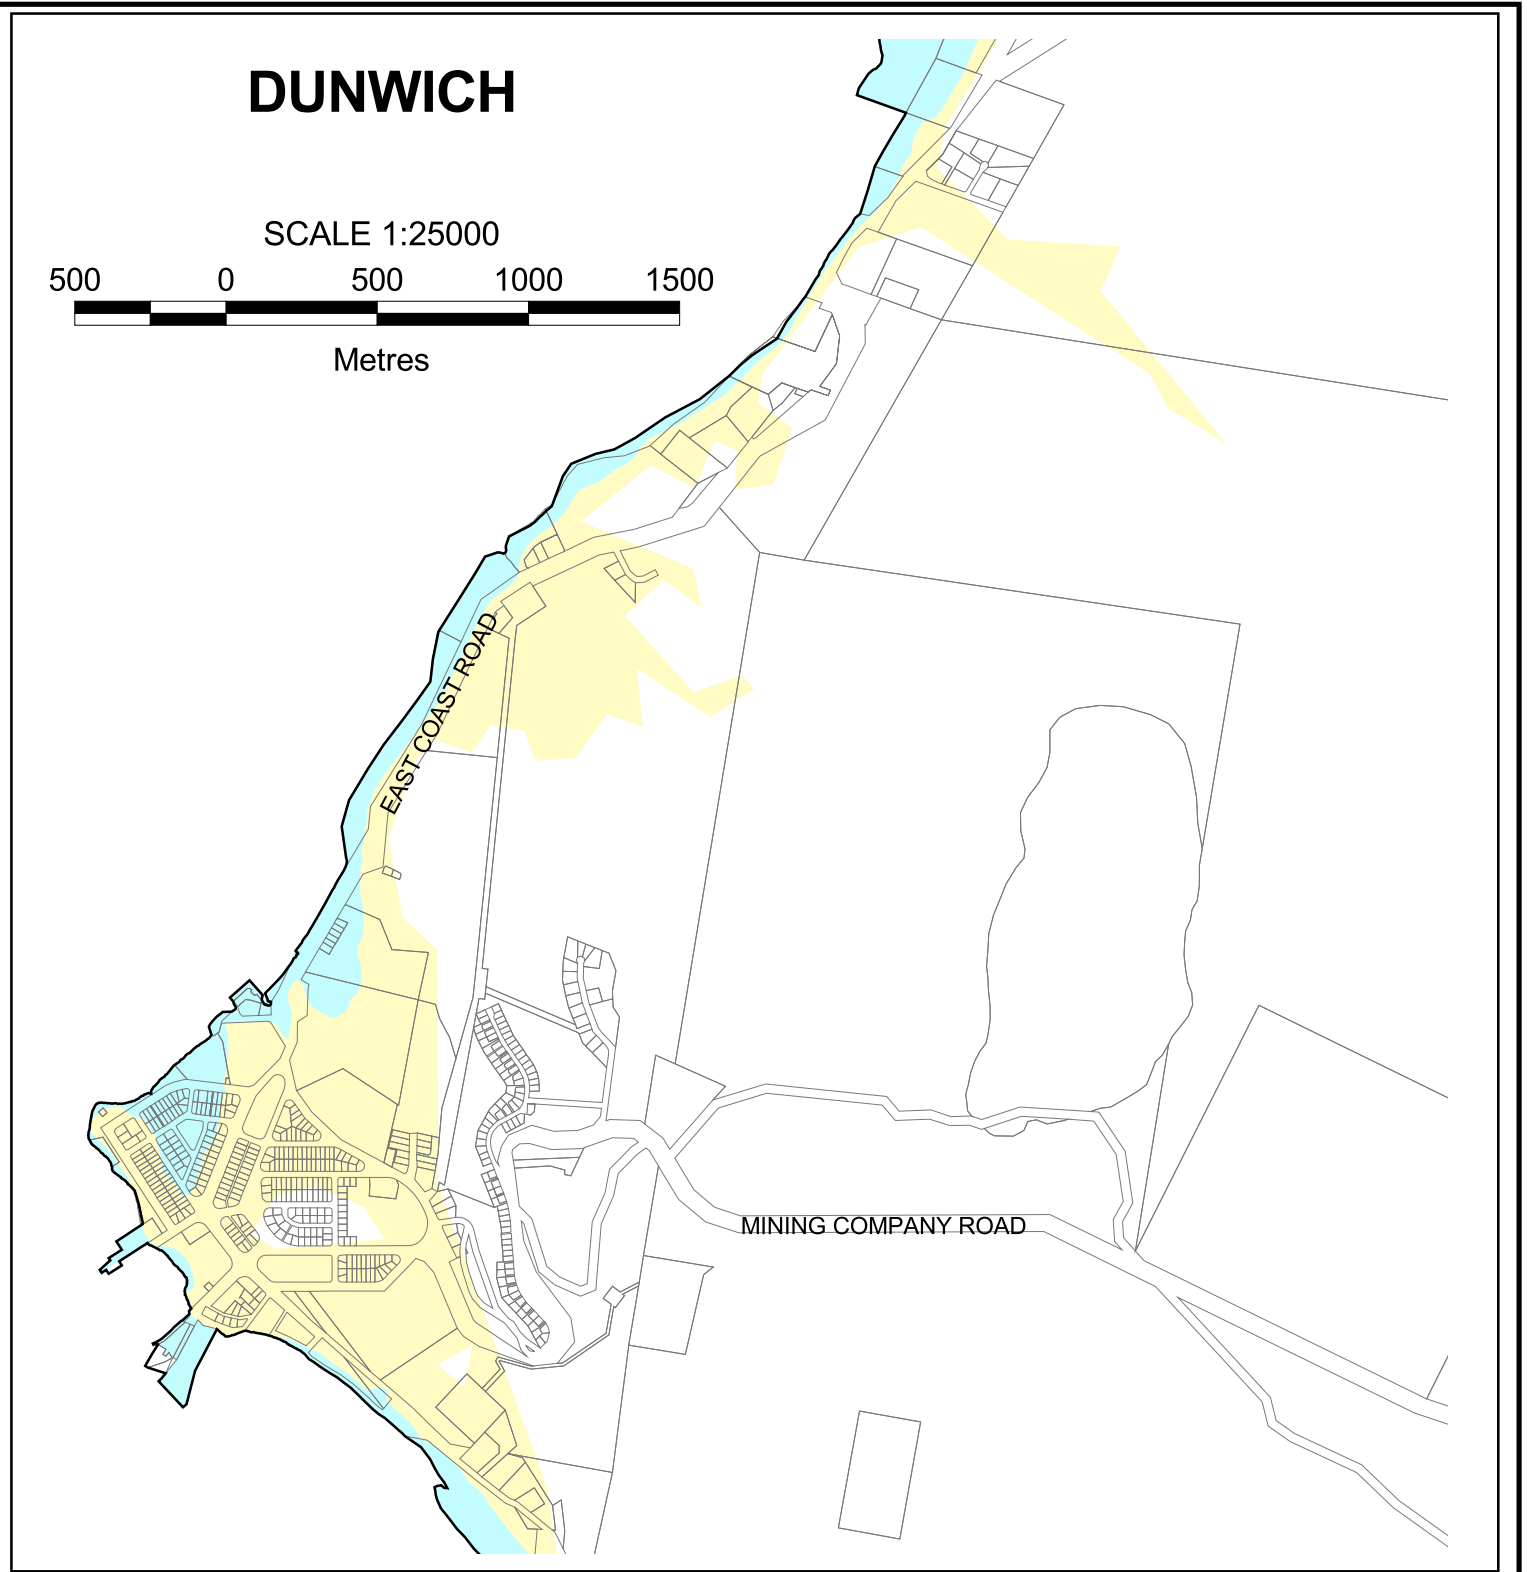 DUNWICH
SCALE 1:25000
500 0 500 1000 1500
Metres
EAST COAST ROAD
MINING COMPANY ROAD